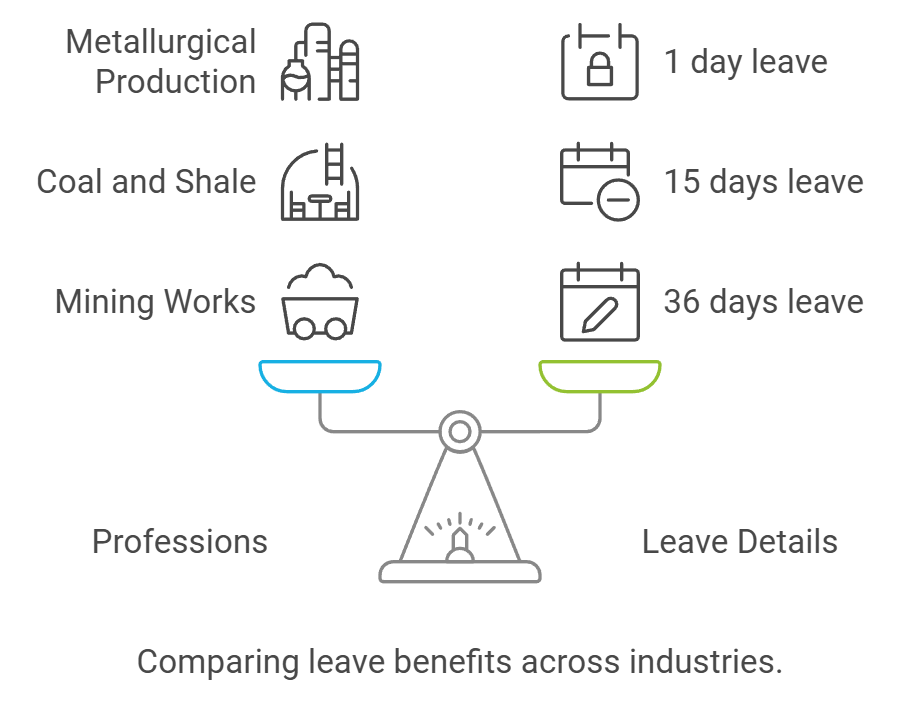 Metallurgical
Production
1 day leave
Coal and Shale
15 days leave
Mining Works
36 days leave
Professions
Leave Details
Comparing leave benefits across industries.